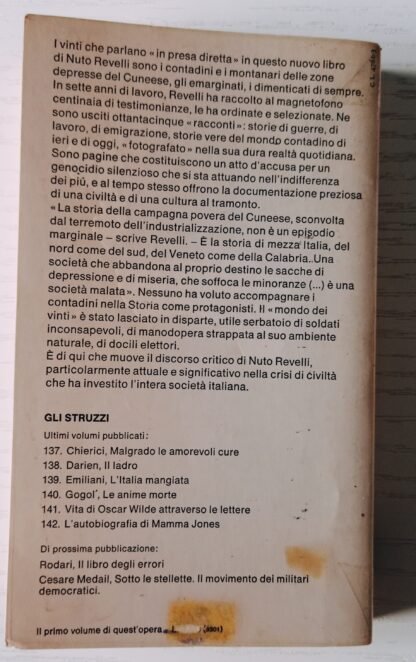 I vinti che parlano «in presa diretta» in questo nuovo libro
di Nuto Revelli sono i contadini e i montanari delle zone
depresse del Cuneese, gli emarginati, i dimenticati di sempre.
In sette anni di lavoro, Revelli ha raccolto al magnetofono
centinaia di testimonianze, le ha ordinate e selezionate. Ne
sono usciti ottantacinque «racconti»: storie di guerra, di
lavoro, di emigrazione, storie vere del mondo contadino di
ieri e di oggi, «fotografato» nella sua dura realtà quotidiana.
Sono pagine che costituiscono un atto d'accusa per un
genocidio silenzioso che si sta attuando nell'indifferenza
dei piú, e al tempo stesso offrono la documentazione preziosa
di una civiltà e di una cultura al tramonto.
«La storia della campagna povera del Cuneese, sconvolta
dal terremoto dell'industrializzazione, non è un episodio
marginale – scrive Revelli. – È la storia di mezza Italia, del
nord come del sud, del Veneto come della Calabria. Una
società che abbandona al proprio destino le sacche di
depressione e di miseria, che soffoca le minoranze (...) è una
società malata». Nessuno ha voluto accompagnare i
contadini nella Storia come protagonisti. Il «mondo dei
vinti» è stato lasciato in disparte, utile serbatoio di soldati
inconsapevoli, di manodopera strappata al suo ambiente
naturale, di docili elettori.
È di qui che muove il discorso critico di Nuto Revelli,
particolarmente attuale e significativo nella crisi di civiltà
che ha investito l'intera società italiana.
GLI STRUZZI
Ultimi volumi pubblicati:
137. Chierici, Malgrado le amorevoli cure
138. Darien, Il ladro
139. Emiliani, L'Italia mangiata
140. Gogol', Le anime morte
141. Vita di Oscar Wilde attraverso le lettere
142. L'autobiografia di Mamma Jones
Di prossima pubblicazione:
Rodari, Il libro degli errori
Cesare Medail, Sotto le stellette. Il movimento dei militari
democratici.
Il primo volume di quest'opera L.